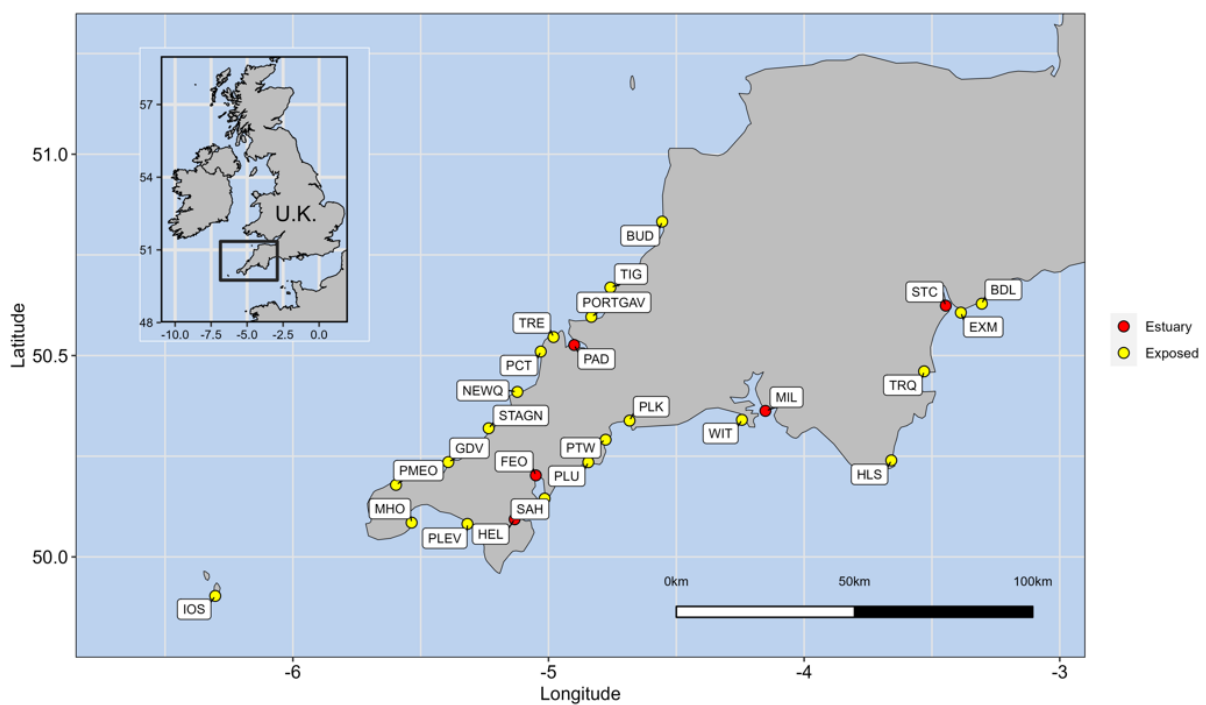 57
54
U.K.
51
48
-10.0 -7.5 -5.0 -2.5 0.0
51.0
50.5
50.0
Latitude
BUD
TIG
PORTGAV
TRE
PAD
PCT
NEWQ
STAGN
GDV
PMEO
MHO
PLEV
HEL
SAH
FEO
PLU
PTW
PLK
WIT
MIL
HLS
TRQ
STC
EXM
BDL
IOS
0km 50km 100km
-6 -5 -4 -3
Longitude
Estuary
Exposed